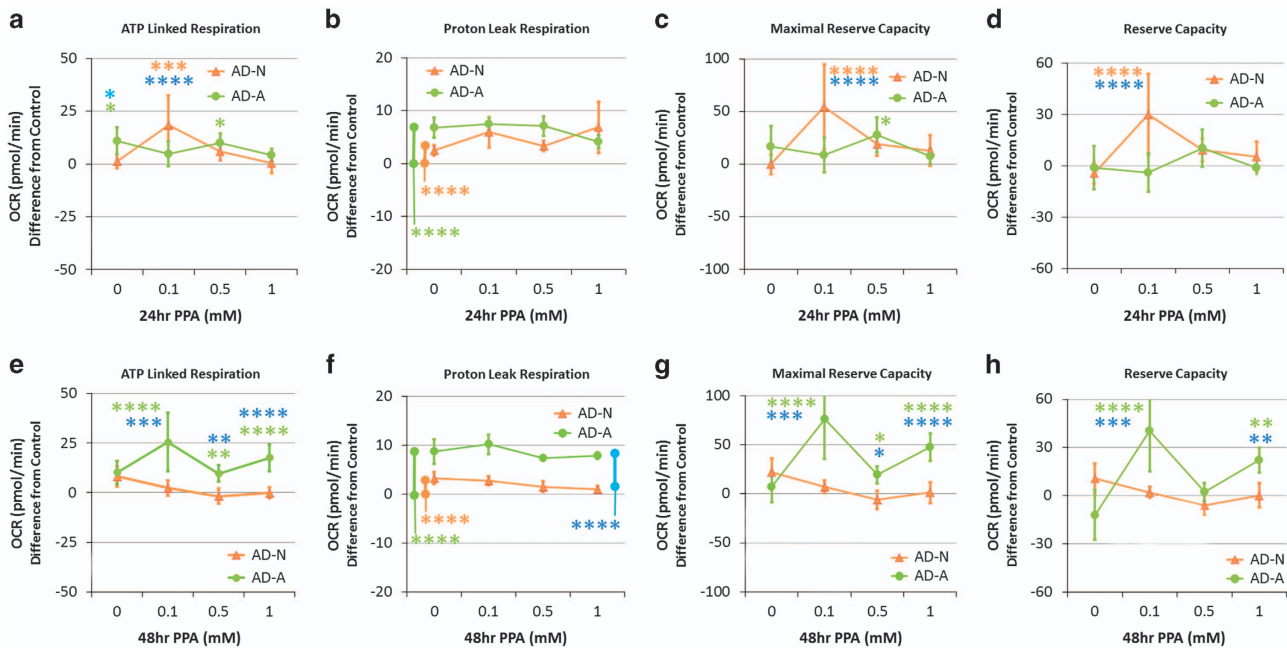 a
ATP Linked Respiration
OCR (pmol/min)
Difference from Control
50
25
0
-25
-50
***
****
*
*
*
AD-N
AD-A
0 0.1 0.5 1
24hr PPA (mM)
b
Proton Leak Respiration
OCR (pmol/min)
Difference from Control
20
10
0
-10
-20
AD-N
AD-A
****
****
0 0.1 0.5 1
24hr PPA (mM)
c
Maximal Reserve Capacity
OCR (pmol/min)
Difference from Control
100
50
0
-50
-100
AD-N
AD-A
****
****
*
0 0.1 0.5 1
24hr PPA (mM)
d
Reserve Capacity
OCR (pmol/min)
Difference from Control
60
30
0
-30
-60
AD-N
AD-A
****
****
0 0.1 0.5 1
24hr PPA (mM)
e
ATP Linked Respiration
OCR (pmol/min)
Difference from Control
50
25
0
-25
-50
****
***
**
**
****
****
AD-N
AD-A
0 0.1 0.5 1
48hr PPA (mM)
f
Proton Leak Respiration
OCR (pmol/min)
Difference from Control
20
10
0
-10
-20
AD-N
AD-A
****
****
****
0 0.1 0.5 1
48hr PPA (mM)
g
Maximal Reserve Capacity
OCR (pmol/min)
Difference from Control
100
50
0
-50
-100
****
***
*
*
****
****
AD-N
AD-A
0 0.1 0.5 1
48hr PPA (mM)
h
Reserve Capacity
OCR (pmol/min)
Difference from Control
60
30
0
-30
-60
****
***
**
**
AD-N
AD-A
0 0.1 0.5 1
48hr PPA (mM)